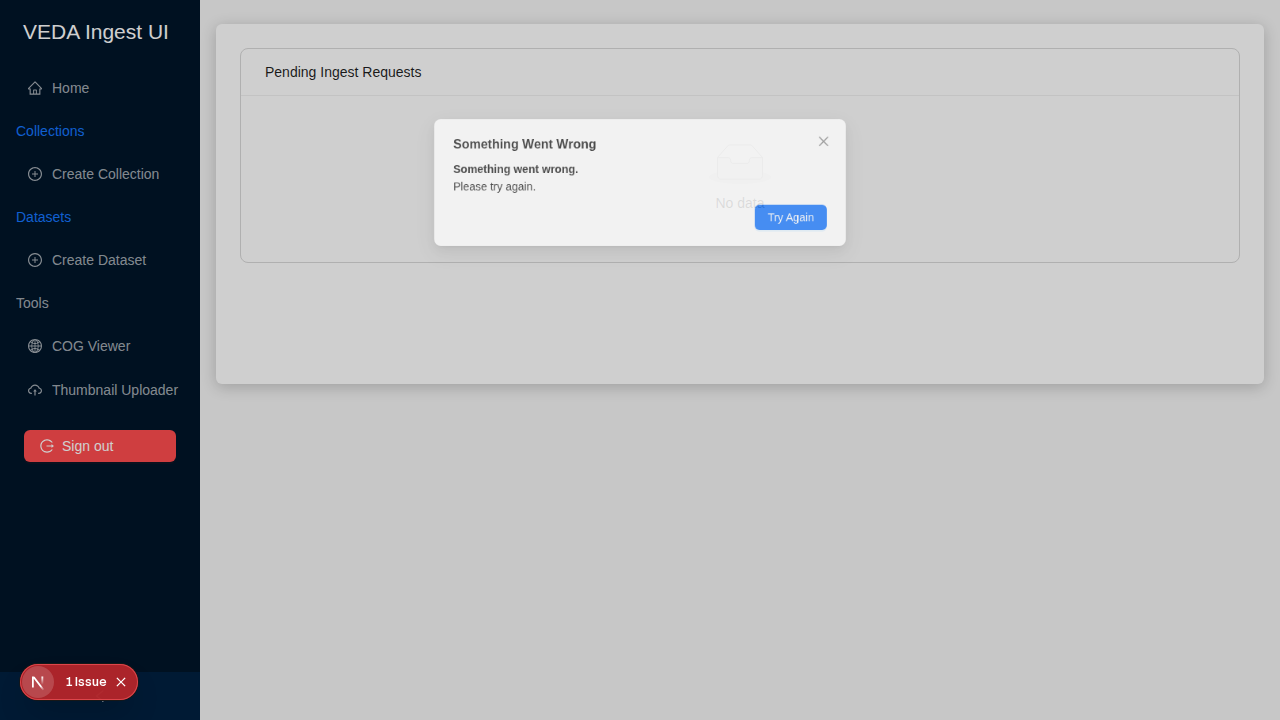 VEDA Ingest UI
Home
Collections
Create Collection
Datasets
Create Dataset
Tools
COG Viewer
Thumbnail Uploader
Sign out
1 Issue
Pending Ingest Requests
Something Went Wrong
Something went wrong.
Please try again.
No data
Try Again